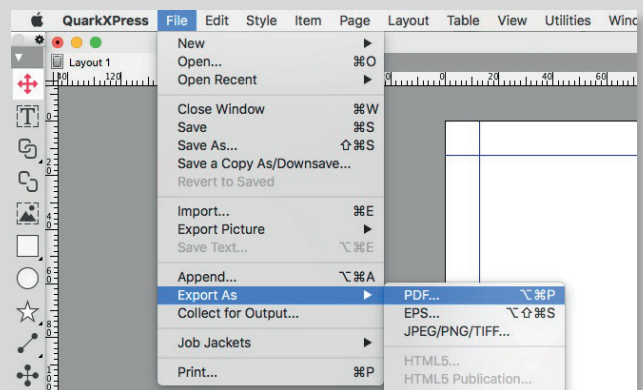 QuarkXPress File Edit Style Item Page Layout Table View Utilities Wind
Layout 1
New
Open... ⌘O
Open Recent
Close Window ⌘W
Save ⌘S
Save As... ⇧⌘S
Save a Copy As/Downsave...
Revert to Saved
Import... ⌘E
Export Picture
Save Text... ⌥⌘E
Append... ⌥⌘A
Export As
Collect for Output...
Job Jackets
Print... ⌘P
PDF... ⌥⌘P
EPS... ⌥⇧⌘S
JPEG/PNG/TIFF...
HTML5...
HTML5 Publication...